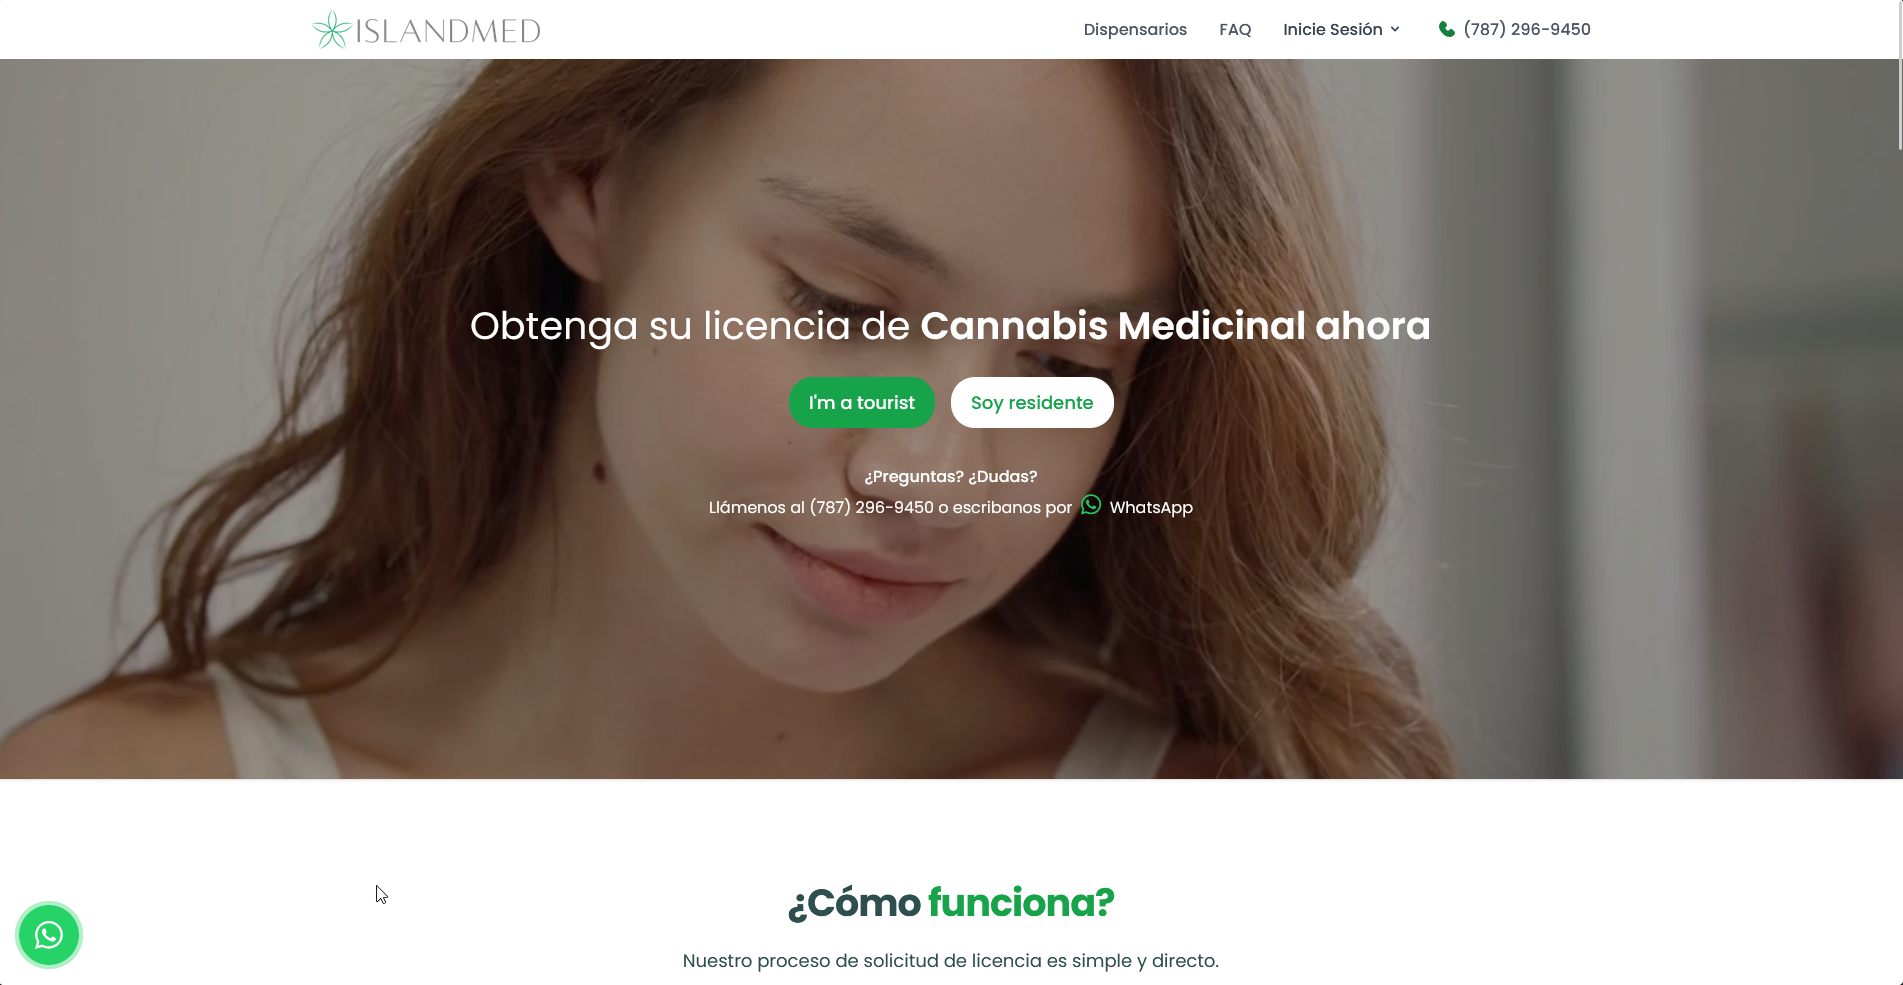 ISLANDMED
Dispensarios
FAQ
Inicie Sesión
(787) 296-9450
Obtenga su licencia de Cannabis Medicinal ahora
I'm a tourist
Soy residente
¿Preguntas? ¿Dudas?
Llámenos al (787) 296-9450 o escribanos por WhatsApp
¿Cómo funciona?
Nuestro proceso de solicitud de licencia es simple y directo.